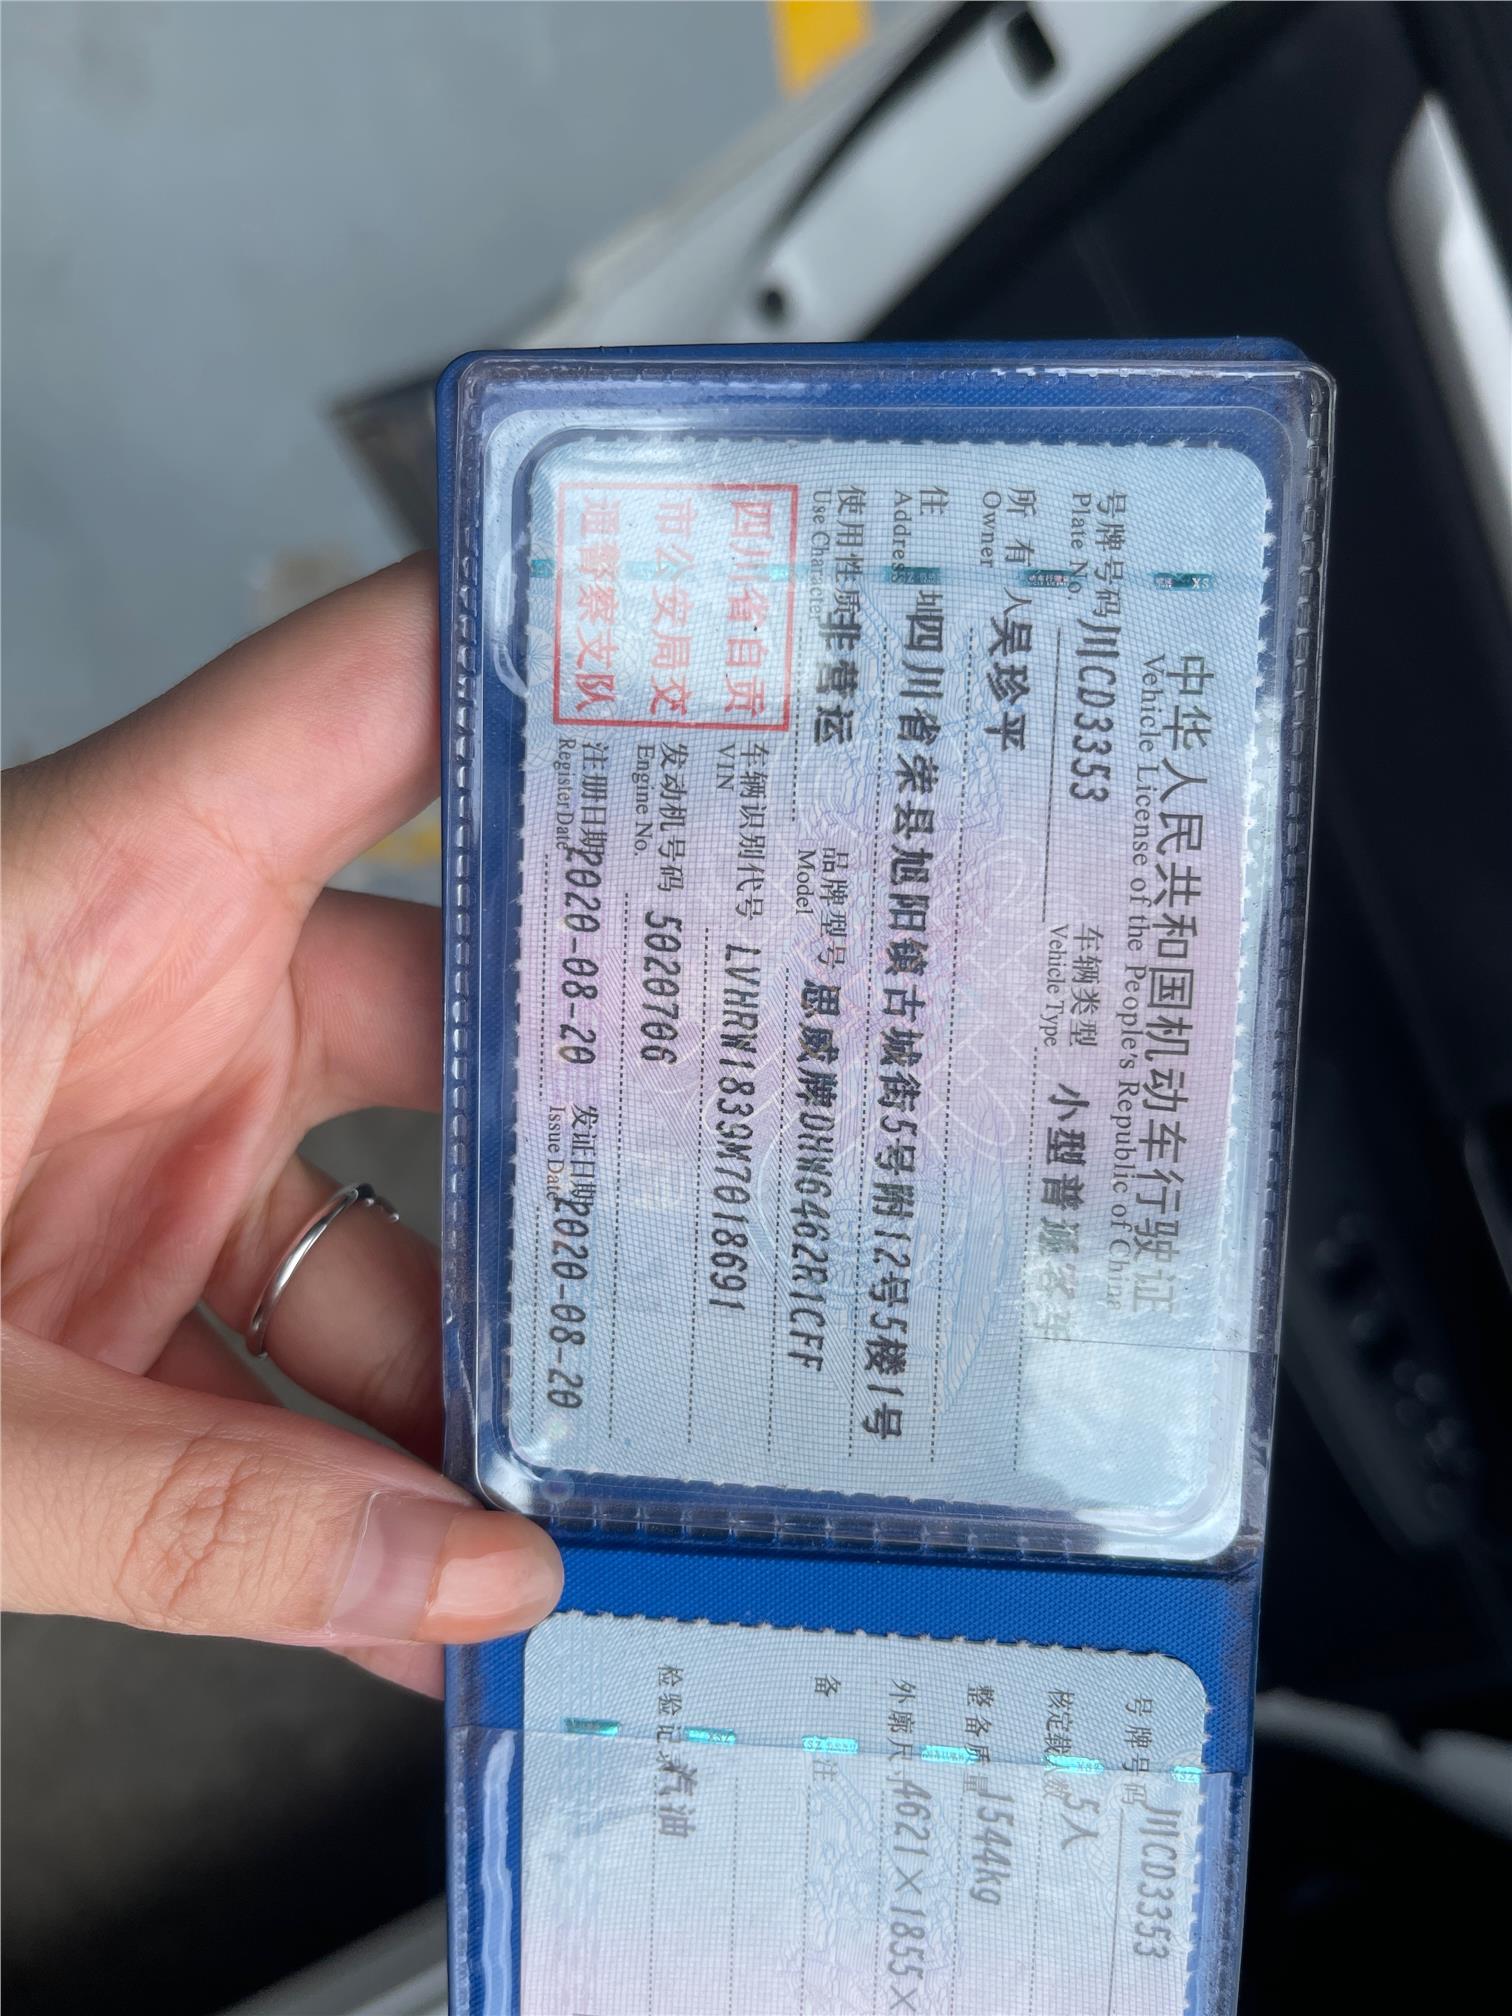 中华人民共和国机动车行驶证
Vehicle License of the People's Republic of China
号牌号码 川CD3353 车辆类型 小型普通客车
Plate No. Vehicle Type
所有人 吴珍平
Owner
住址 四川省荣县旭阳镇古城街5号附12号5楼1号
Address
使用性质 非营运 品牌型号 思威牌DHW6462R1CFF
Use Character Model
四川省自贡
市公安局交
通警察支队
车辆识别代号 LVHRW1839M7018691
VIN
发动机号码 5020706
Engine No.
注册日期 2020-08-20 发证日期 2020-08-20
Register Date Issue Date
号牌号码 川CD3353
核定载人数 5人
整备质量 1544kg
外廓尺寸 4621×1855×
备注
检验记 汽油